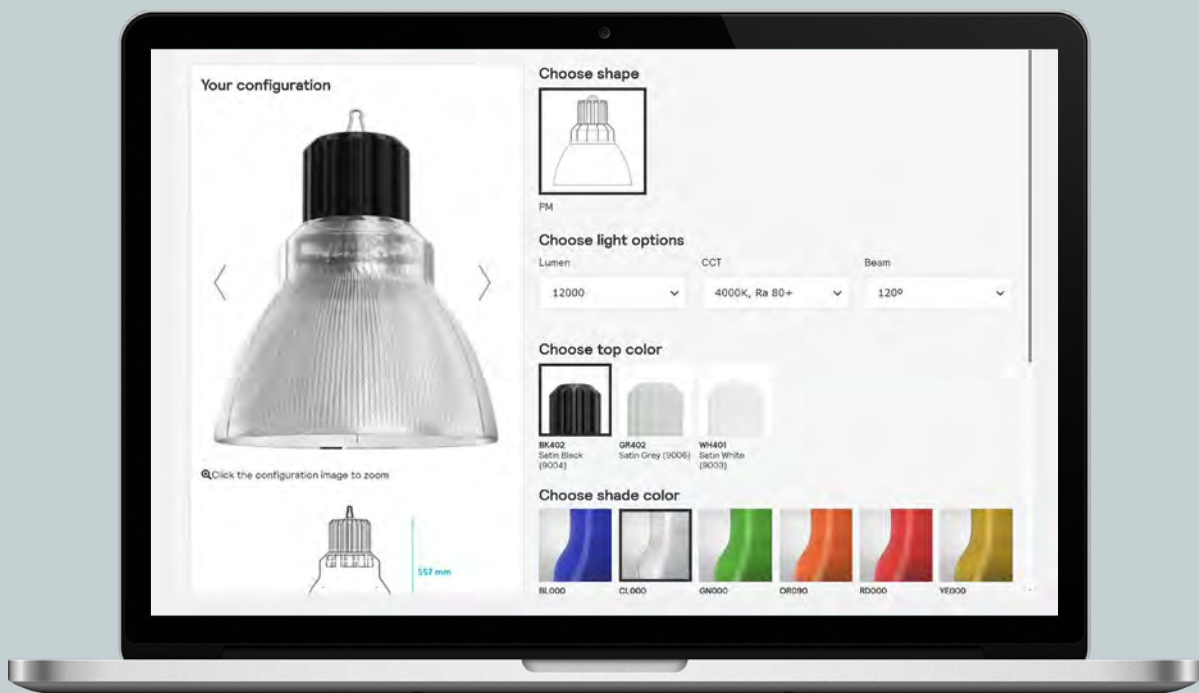 Your configuration
Click the configuration image to zoom
557 mm
Choose shape
PM
Choose light options
Lumen
CCT
Beam
12000
4000K, Ra 80+
120º
Choose top color
BK402
Satin Black
(9004)
GR402
Satin Grey (9006)
WH401
Satin White
(9003)
Choose shade color
BL000
CL000
GN000
OR090
RD000
YE000